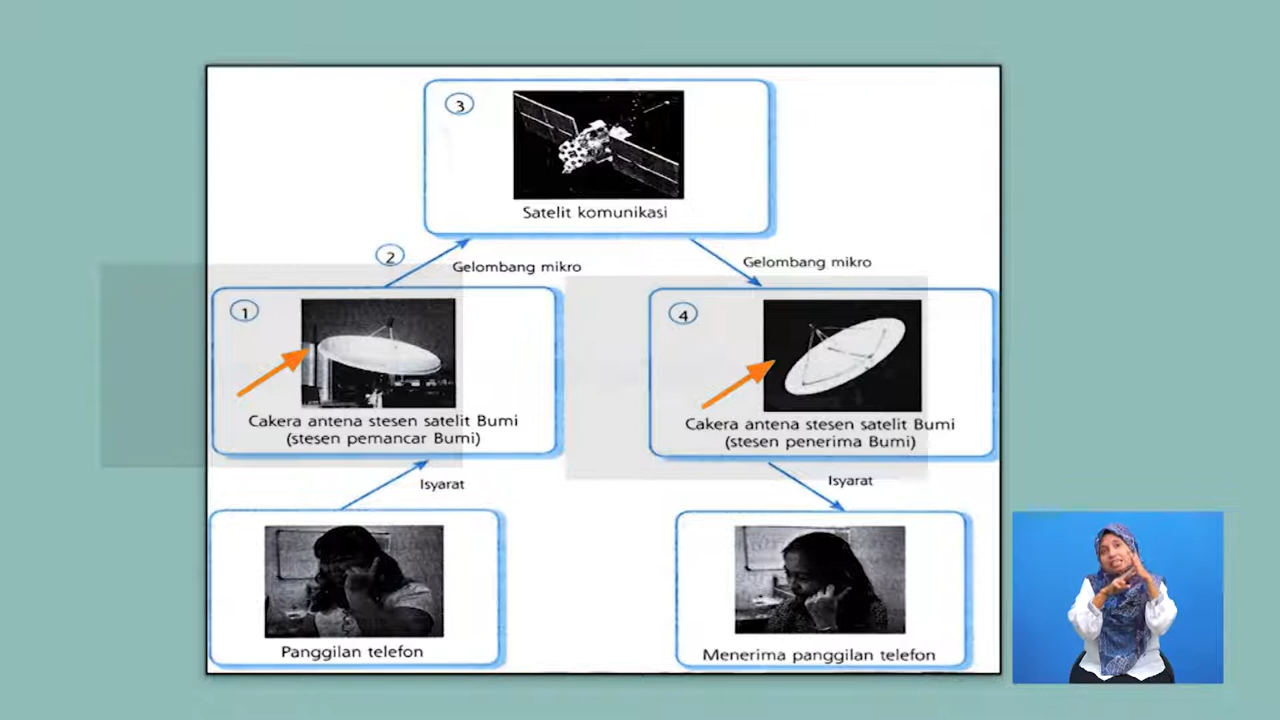 3
Satelit komunikasi
2
Gelombang mikro
Gelombang mikro
1
Cakera antena stesen satelit Bumi
(stesen pemancar Bumi)
4
Cakera antena stesen satelit Bumi
(stesen penerima Bumi)
Isyarat
Isyarat
Panggilan telefon
Menerima panggilan telefon